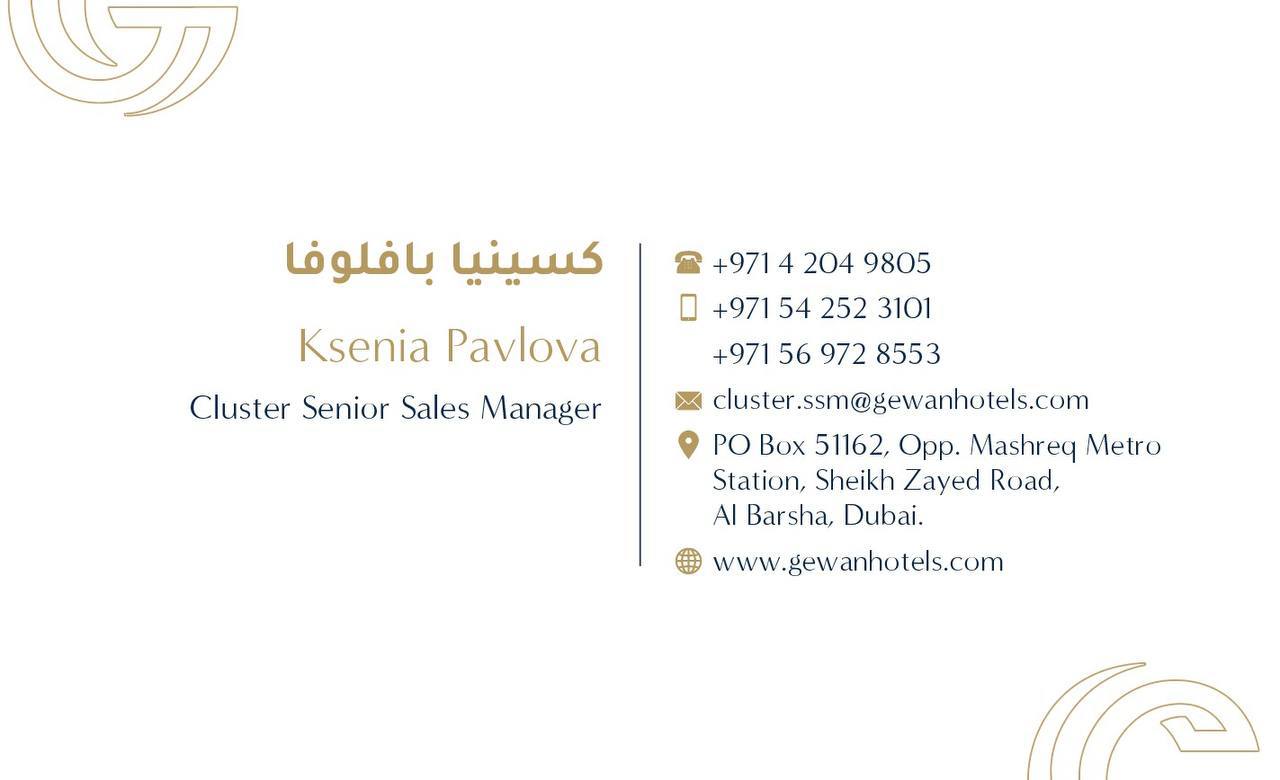 كسينيا بافلوفا
Ksenia Pavlova
Cluster Senior Sales Manager
+971 4 204 9805
+971 54 252 3101
+971 56 972 8553
cluster.ssm@gewanhotels.com
PO Box 51162, Opp. Mashreq Metro
Station, Sheikh Zayed Road,
Al Barsha, Dubai.
www.gewanhotels.com